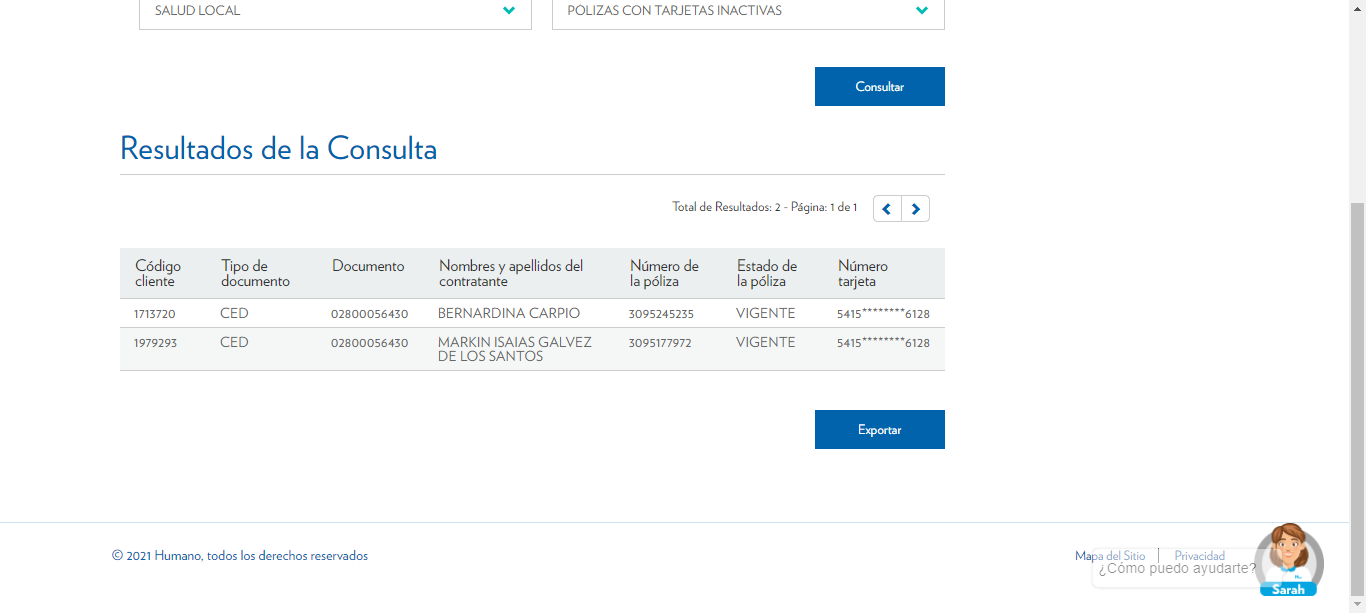 SALUD LOCAL
PÓLIZAS CON TARJETAS INACTIVAS
Consultar
Resultados de la Consulta
Total de Resultados: 2 - Página: 1 de 1
Código cliente Tipo de documento Documento Nombres y apellidos del contratante Número de la póliza Estado de la póliza Número tarjeta
1713720 CED 02800056430 BERNARDINA CARPIO 3095245235 VIGENTE 5415********6128
1979293 CED 02800056430 MARKIN ISAIAS GALVEZ DE LOS SANTOS 3095177972 VIGENTE 5415********6128
Exportar
© 2021 Humano, todos los derechos reservados
Mapa del Sitio | Privacidad
¿Cómo puedo ayudarte?
Sarah